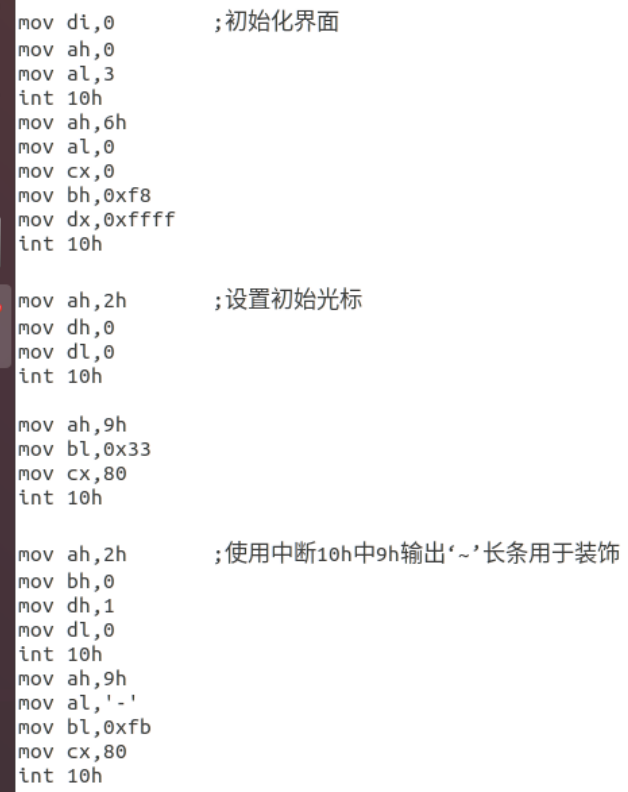 mov di,0 ;初始化界面
mov ah,0
mov al,3
int 10h
mov ah,6h
mov al,0
mov cx,0
mov bh,0xf8
mov dx,0xffff
int 10h
mov ah,2h ;设置初始光标
mov dh,0
mov dl,0
int 10h
mov ah,9h
mov bl,0x33
mov cx,80
int 10h
mov ah,2h ;使用中断10h中9h输出‘~’长条用于装饰
mov bh,0
mov dh,1
mov dl,0
int 10h
mov ah,9h
mov al,'-'
mov bl,0xfb
mov cx,80
int 10h